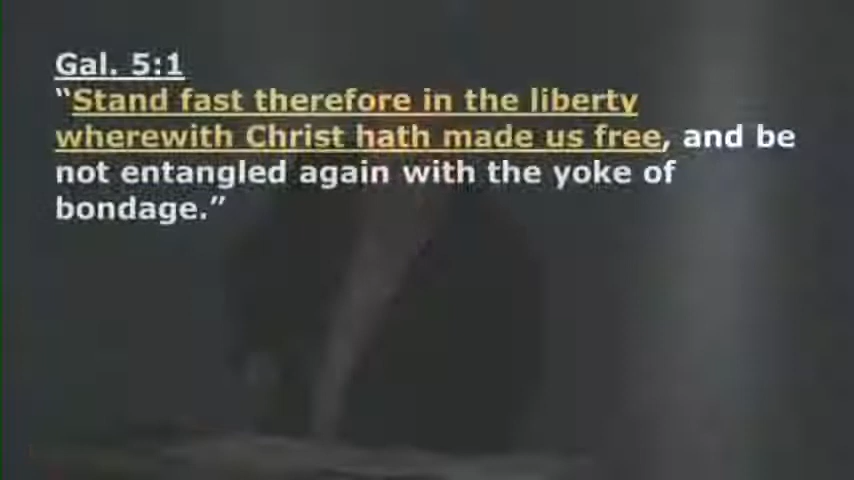 Gal. 5:1
“Stand fast therefore in the liberty
wherewith Christ hath made us free, and be
not entangled again with the yoke of
bondage.”